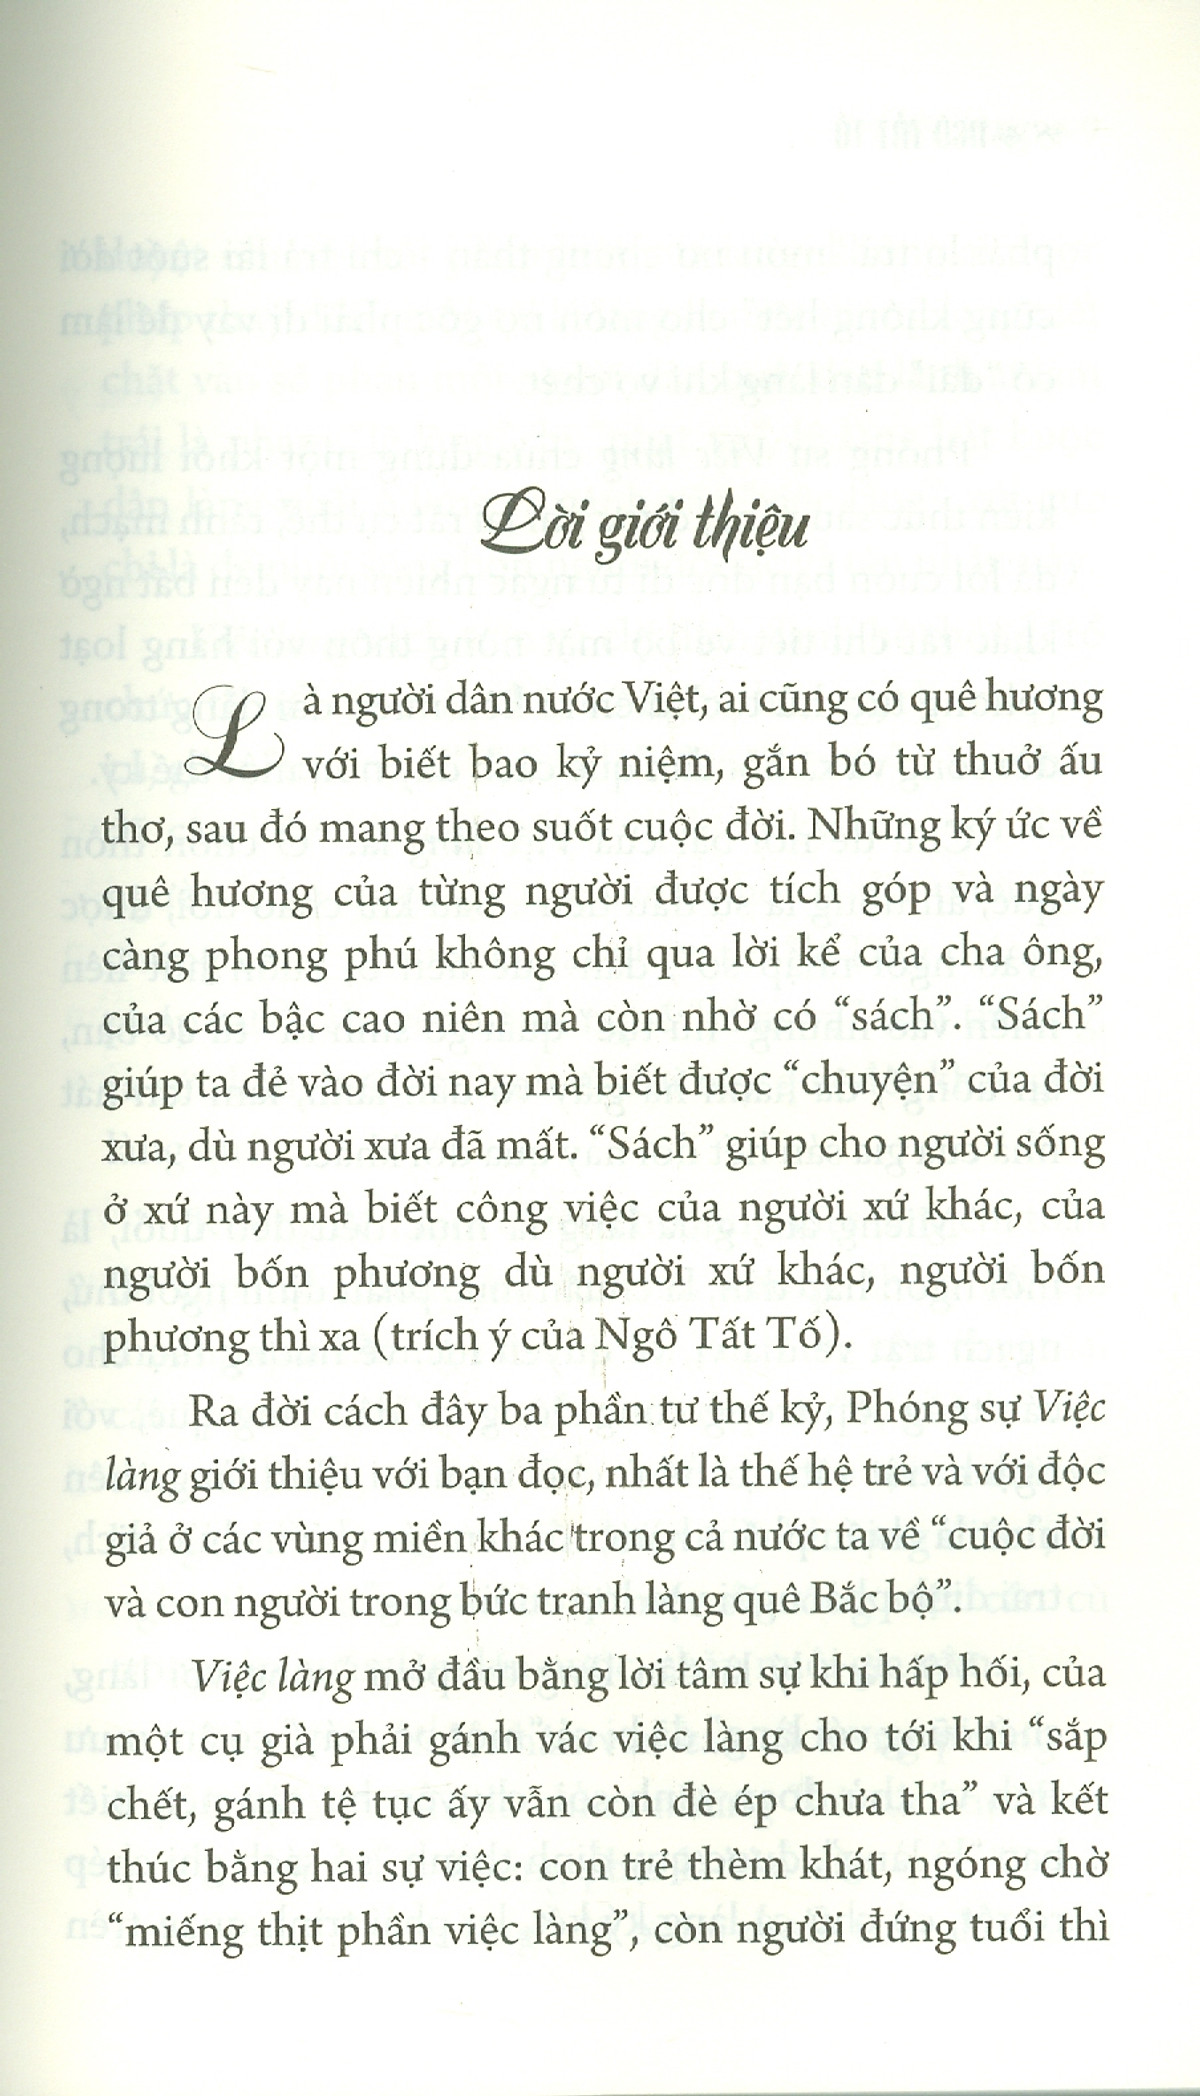 Lời giới thiệu
Là người dân nước Việt, ai cũng có quê hương
với biết bao kỷ niệm, gắn bó từ thuở ấu
thơ, sau đó mang theo suốt cuộc đời. Những ký ức về
quê hương của từng người được tích góp và ngày
càng phong phú không chỉ qua lời kể của cha ông,
của các bậc cao niên mà còn nhờ có “sách”. “Sách”
giúp ta đẻ vào đời nay mà biết được “chuyện” của đời
xưa, dù người xưa đã mất. “Sách” giúp cho người sống
ở xứ này mà biết công việc của người xứ khác, của
người bốn phương dù người xứ khác, người bốn
phương thì xa (trích ý của Ngô Tất Tố).
Ra đời cách đây ba phần tư thế kỷ, Phóng sự Việc
làng giới thiệu với bạn đọc, nhất là thế hệ trẻ và với độc
giả ở các vùng miền khác trong cả nước ta về “cuộc đời
và con người trong bức tranh làng quê Bắc bộ”.
Việc làng mở đầu bằng lời tâm sự khi hấp hối, của
một cụ già phải gánh vác việc làng cho tới khi “sắp
chết, gánh tệ tục ấy vẫn còn đè ép chưa tha” và kết
thúc bằng hai sự việc: con trẻ thèm khát, ngóng chờ
“miếng thịt phần việc làng”, còn người đứng tuổi thì